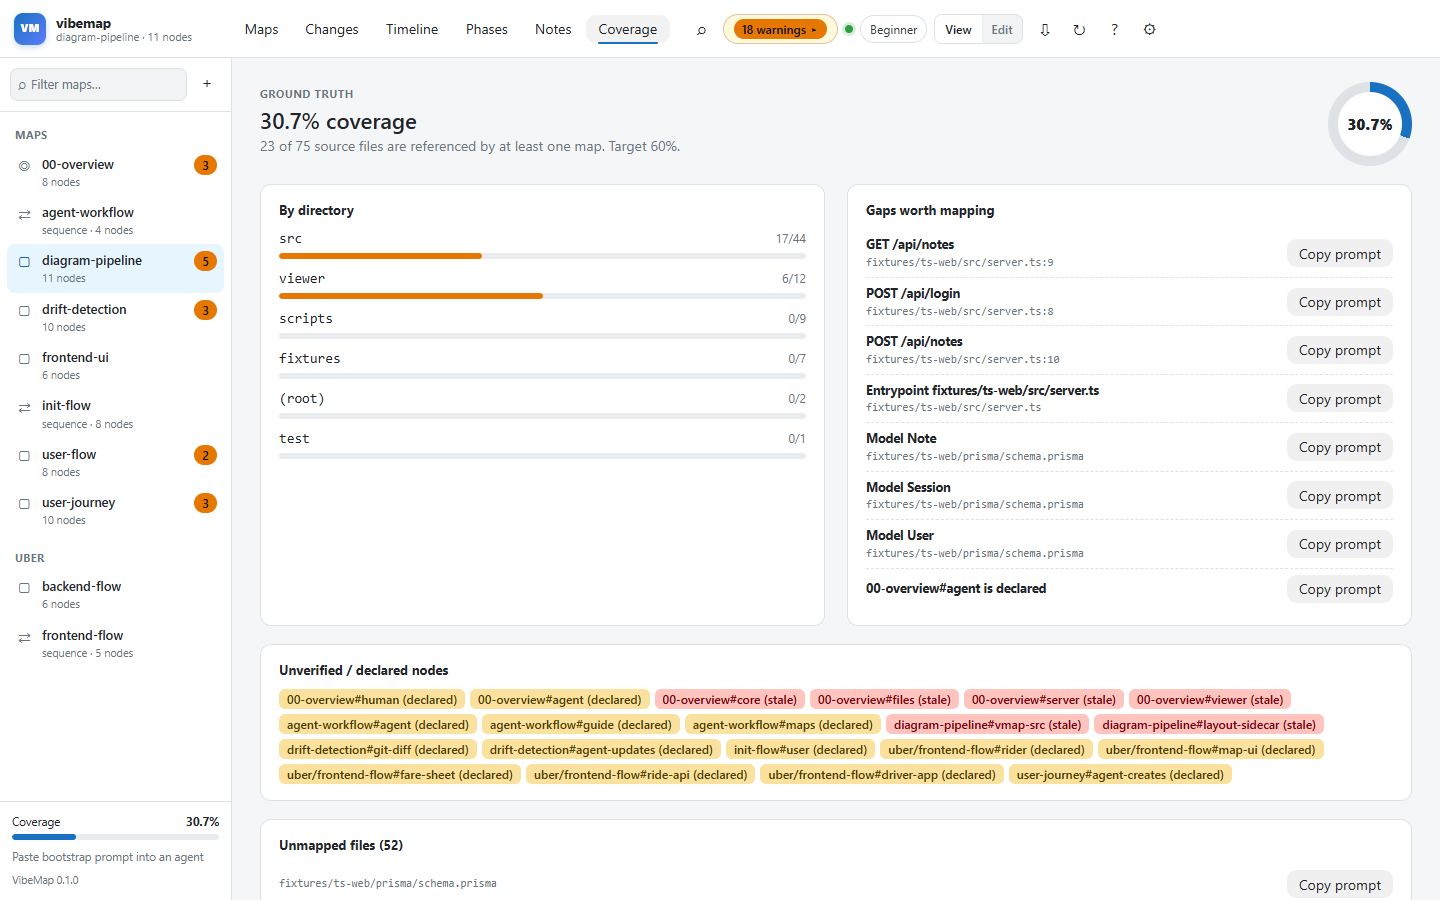 VM
vibemap
diagram-pipeline · 11 nodes
Maps
Changes
Timeline
Phases
Notes
Coverage
18 warnings
Beginner
View
Edit
?
Filter maps...
+
MAPS
00-overview
3
8 nodes
agent-workflow
sequence · 4 nodes
diagram-pipeline
5
11 nodes
drift-detection
3
10 nodes
frontend-ui
6 nodes
init-flow
sequence · 8 nodes
user-flow
2
8 nodes
user-journey
3
10 nodes
UBER
backend-flow
6 nodes
frontend-flow
sequence · 5 nodes
Coverage 30.7%
Paste bootstrap prompt into an agent
VibeMap 0.1.0
GROUND TRUTH
30.7% coverage
23 of 75 source files are referenced by at least one map. Target 60%.
30.7%
By directory
src 17/44
viewer 6/12
scripts 0/9
fixtures 0/7
(root) 0/2
test 0/1
Gaps worth mapping
GET /api/notes
fixtures/ts-web/src/server.ts:9
Copy prompt
POST /api/login
fixtures/ts-web/src/server.ts:8
Copy prompt
POST /api/notes
fixtures/ts-web/src/server.ts:10
Copy prompt
Entrypoint fixtures/ts-web/src/server.ts
fixtures/ts-web/src/server.ts
Copy prompt
Model Note
fixtures/ts-web/prisma/schema.prisma
Copy prompt
Model Session
fixtures/ts-web/prisma/schema.prisma
Copy prompt
Model User
fixtures/ts-web/prisma/schema.prisma
Copy prompt
00-overview#agent is declared
Copy prompt
Unverified / declared nodes
00-overview#human (declared) 00-overview#agent (declared) 00-overview#core (stale) 00-overview#files (stale) 00-overview#server (stale) 00-overview#viewer (stale)
agent-workflow#agent (declared) agent-workflow#guide (declared) agent-workflow#maps (declared) diagram-pipeline#vmap-src (stale) diagram-pipeline#layout-sidecar (stale)
drift-detection#git-diff (declared) drift-detection#agent-updates (declared) init-flow#user (declared) uber/frontend-flow#rider (declared) uber/frontend-flow#map-ui (declared)
uber/frontend-flow#fare-sheet (declared) uber/frontend-flow#ride-api (declared) uber/frontend-flow#driver-app (declared) user-journey#agent-creates (declared)
Unmapped files (52)
fixtures/ts-web/prisma/schema.prisma
Copy prompt